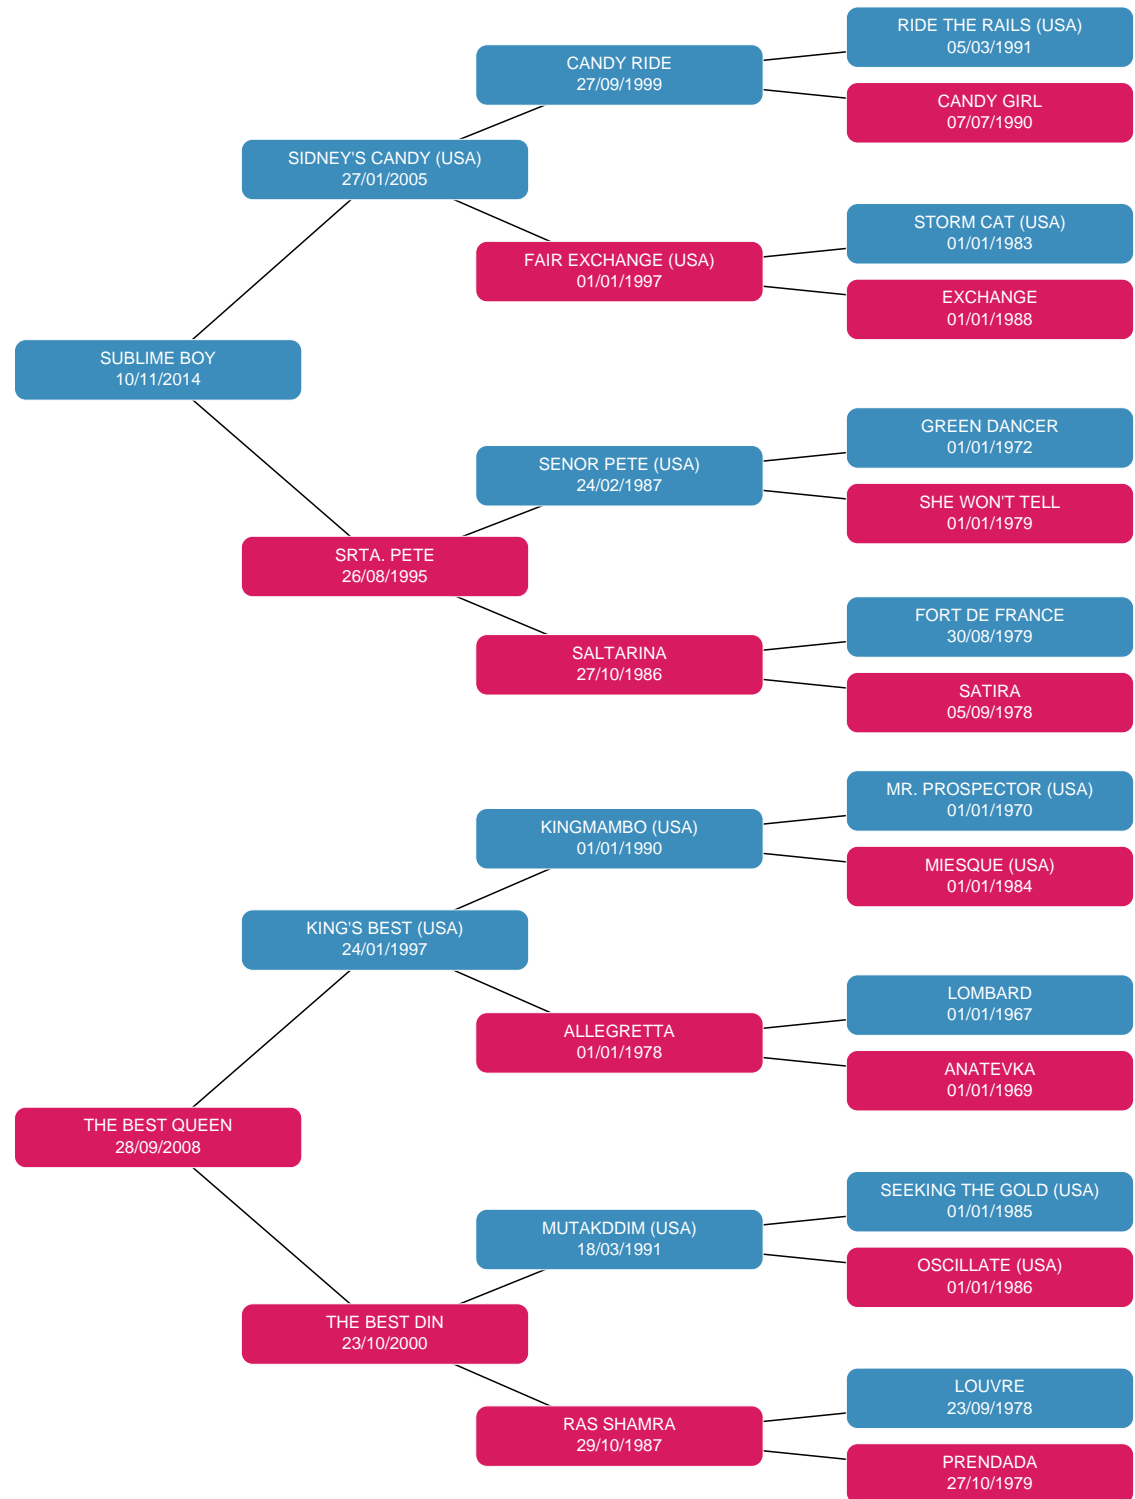 RIDE THE RAILS (USA)
05/03/1991
CANDY RIDE
27/09/1999
CANDY GIRL
07/07/1990
SIDNEY'S CANDY (USA)
27/01/2005
STORM CAT (USA)
01/01/1983
FAIR EXCHANGE (USA)
01/01/1997
EXCHANGE
01/01/1988
SUBLIME BOY
10/11/2014
GREEN DANCER
01/01/1972
SENOR PETE (USA)
24/02/1987
SHE WON'T TELL
01/01/1979
SRTA. PETE
26/08/1995
FORT DE FRANCE
30/08/1979
SALTARINA
27/10/1986
SATIRA
05/09/1978
MR. PROSPECTOR (USA)
01/01/1970
KINGMAMBO (USA)
01/01/1990
MIESQUE (USA)
01/01/1984
KING'S BEST (USA)
24/01/1997
LOMBARD
01/01/1967
ALLEGRETTA
01/01/1978
ANATEVKA
01/01/1969
THE BEST QUEEN
28/09/2008
SEEKING THE GOLD (USA)
01/01/1985
MUTAKDDIM (USA)
18/03/1991
OSCILLATE (USA)
01/01/1986
THE BEST DIN
23/10/2000
LOUVRE
23/09/1978
RAS SHAMRA
29/10/1987
PRENDADA
27/10/1979